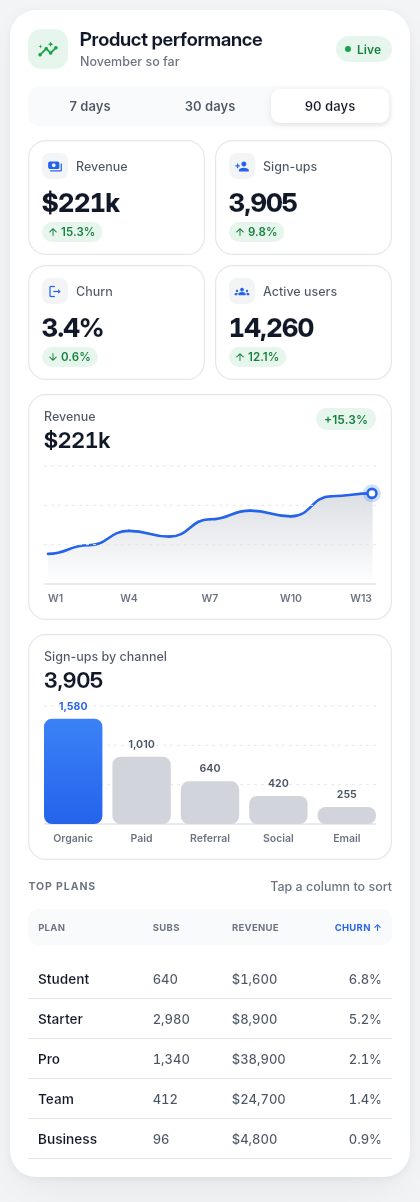 Product performance
November so far
Live
7 days 30 days 90 days
Revenue
$221k
↑ 15.3%
Sign-ups
3,905
↑ 9.8%
Churn
3.4%
↓ 0.6%
Active users
14,260
↑ 12.1%
Revenue
$221k
+15.3%
W1 W4 W7 W10 W13
Sign-ups by channel
3,905
1,580 1,010 640 420 255
Organic Paid Referral Social Email
TOP PLANS
Tap a column to sort
PLAN SUBS REVENUE CHURN ↑
Student 640 $1,600 6.8%
Starter 2,980 $8,900 5.2%
Pro 1,340 $38,900 2.1%
Team 412 $24,700 1.4%
Business 96 $4,800 0.9%